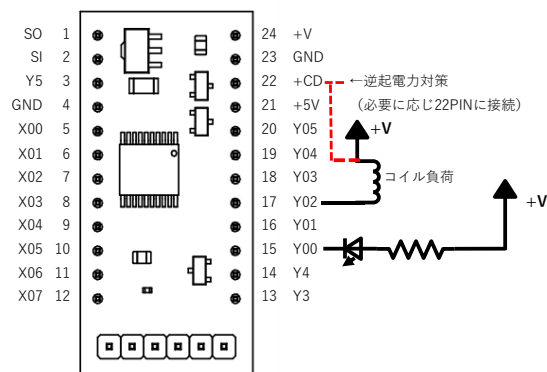 SO 1 24 +V
SI 2 23 GND
Y5 3 22 +CD ←逆起電力対策
GND 4 21 +5V (必要に応じ22PINに接続)
X00 5 20 Y05 +V
X01 6 19 Y04
X02 7 18 Y03 コイル負荷
X03 8 17 Y02 +V
X04 9 16 Y01
X05 10 15 Y00
X06 11 14 Y4
X07 12 13 Y3